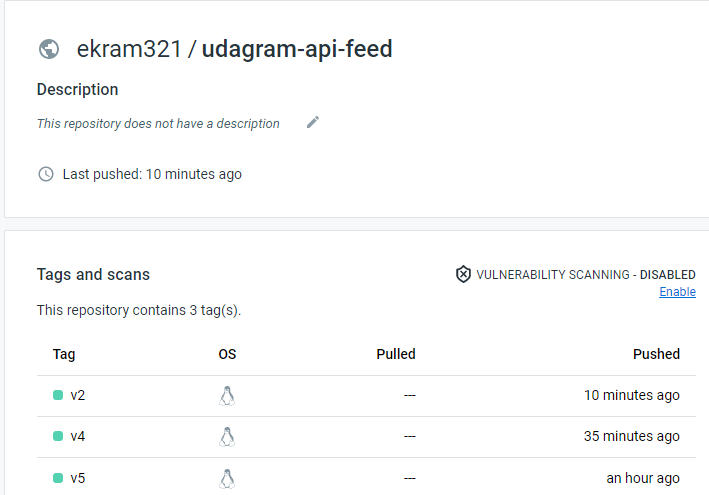 ekram321 / udagram-api-feed
Description
This repository does not have a description
Last pushed: 10 minutes ago
Tags and scans
VULNERABILITY SCANNING - DISABLED
Enable
This repository contains 3 tag(s).
Tag OS Pulled Pushed
v2 --- 10 minutes ago
v4 --- 35 minutes ago
v5 --- an hour ago